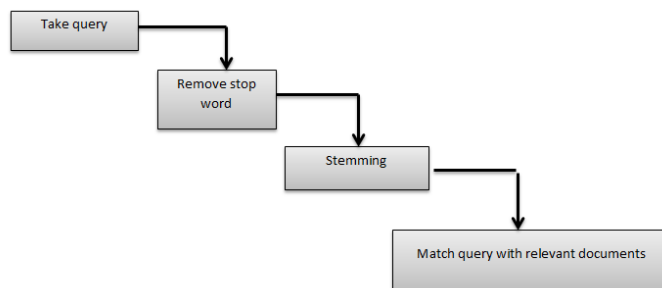 Take query
Remove stop
word
Stemming
Match query with relevant documents